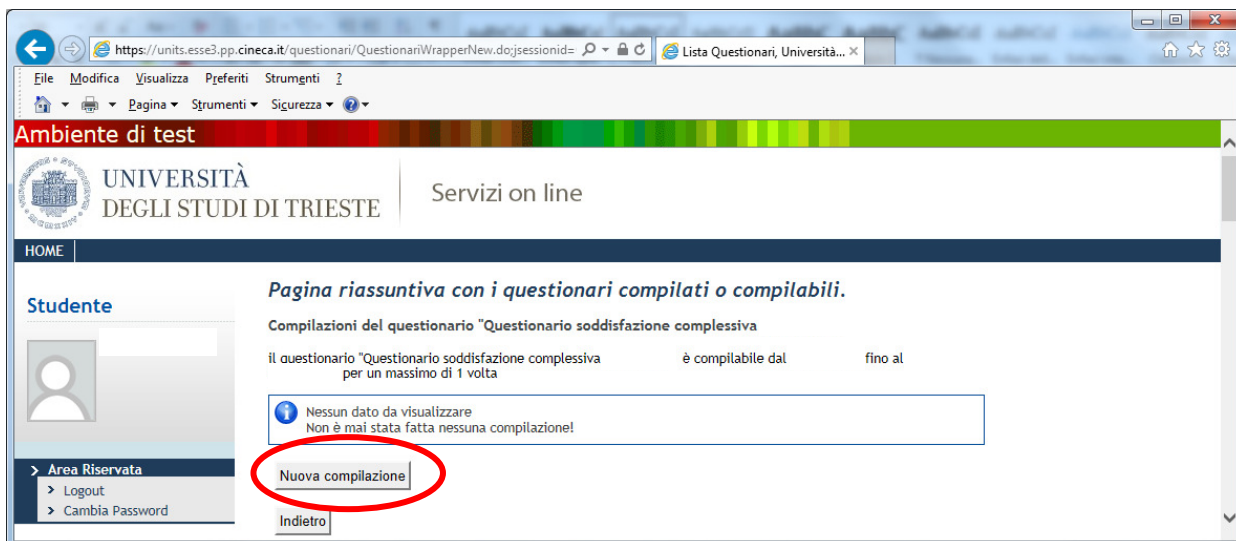 https://units.esse3.pp.cineca.it/questionari/QuestionariWrapperNew.do;jsessionid=
Lista Questionari, Università...
File Modifica Visualizza Preferiti Strumenti ?
Pagina Strumenti Sicurezza
Ambiente di test
UNIVERSITÀ
DEGLI STUDI DI TRIESTE
Servizi on line
HOME
Studente
Pagina riassuntiva con i questionari compilati o compilabili.
Compilazioni del questionario "Questionario soddisfazione complessiva
il questionario "Questionario soddisfazione complessiva è compilabile dal fino al
per un massimo di 1 volta
Nessun dato da visualizzare
Non è mai stata fatta nessuna compilazione!
Nuova compilazione
Indietro
Area Riservata
Logout
Cambia Password